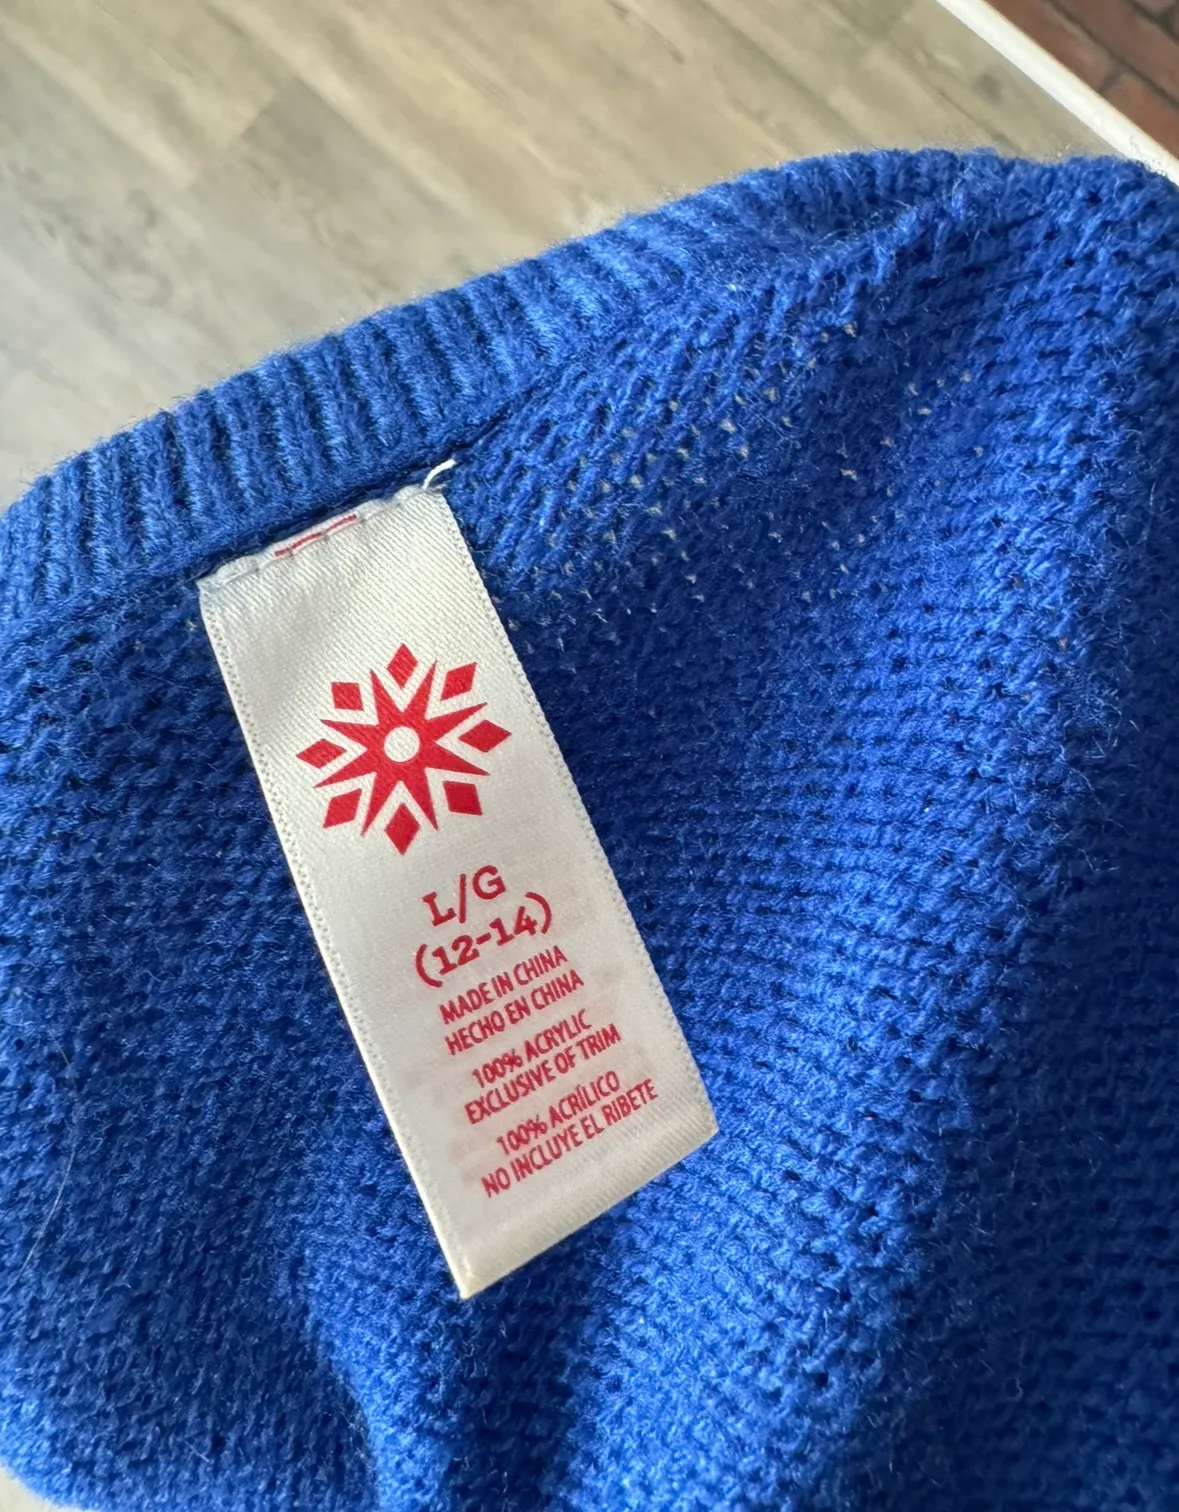 L/G
(12-14)
MADE IN CHINA
HECHO EN CHINA
100% ACRYLIC
EXCLUSIVE OF TRIM
100% ACRÍLICO
NO INCLUYE EL RIBETE